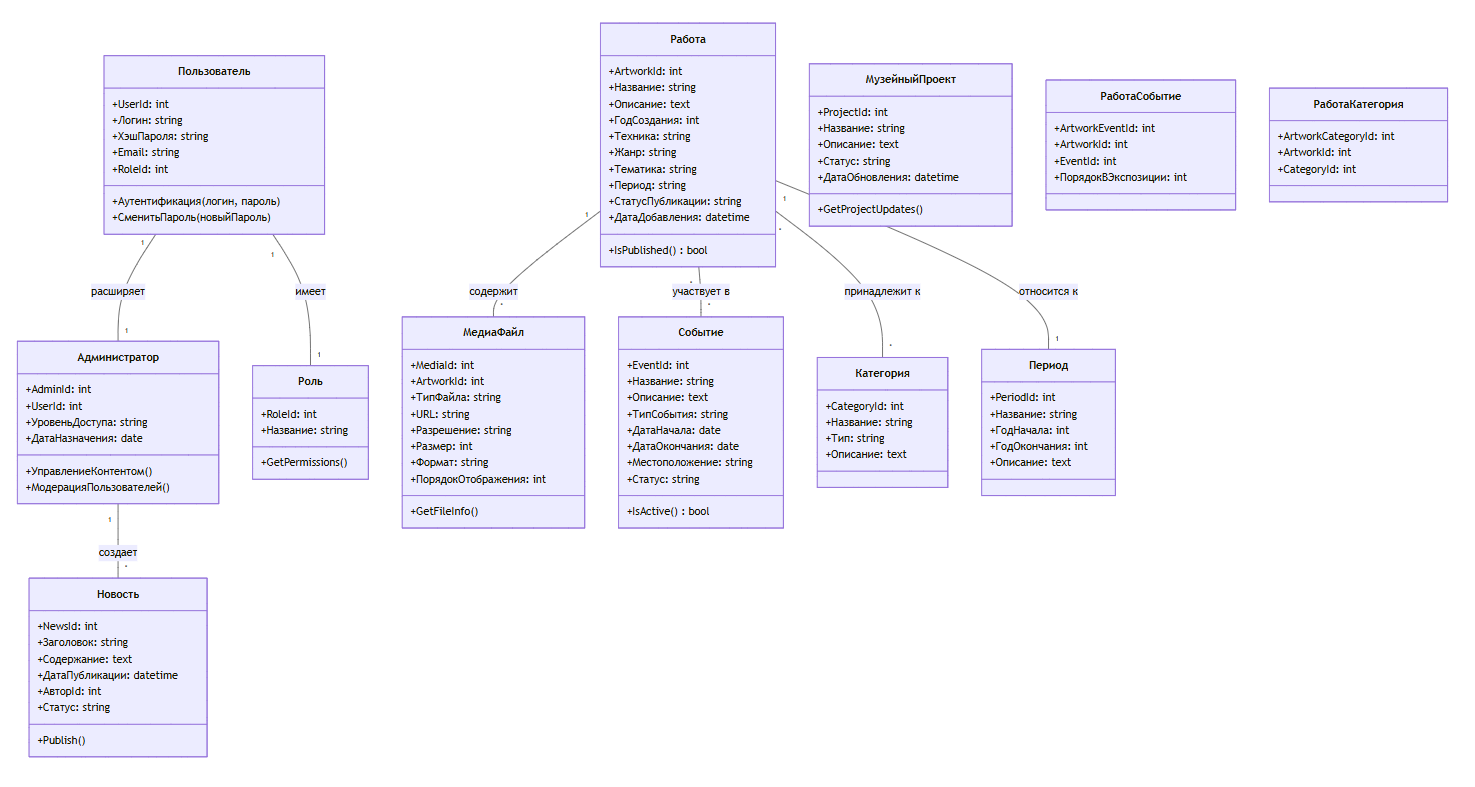 Пользователь
+UserId: int
+Логин: string
+ХэшПароля: string
+Email: string
+RoleId: int
+Аутентификация(логин, пароль)
+СменитьПароль(новыйПароль)
Работа
+ArtworkId: int
+Название: string
+Описание: text
+ГодСоздания: int
+Техника: string
+Жанр: string
+Тематика: string
+Период: string
+СтатусПубликации: string
+ДатаДобавления: datetime
+IsPublished() : bool
МузейныйПроект
+ProjectId: int
+Название: string
+Описание: text
+Статус: string
+ДатаОбновления: datetime
+GetProjectUpdates()
РаботаСобытие
+ArtworkEventId: int
+ArtworkId: int
+EventId: int
+ПорядокВЭкспозиции: int
РаботаКатегория
+ArtworkCategoryId: int
+ArtworkId: int
+CategoryId: int
1
1
1
1
*
расширяет
имеет
содержит
*
участвует в
*
принадлежит к
относится к
1
1
*
*
1
Администратор
+AdminId: int
+UserId: int
+УровеньДоступа: string
+ДатаНазначения: date
+УправлениеКонтентом()
+МодерацияПользователей()
Роль
+RoleId: int
+Название: string
+GetPermissions()
МедиаФайл
+MediaId: int
+ArtworkId: int
+ТипФайла: string
+URL: string
+Разрешение: string
+Размер: int
+Формат: string
+ПорядокОтображения: int
+GetFileInfo()
Событие
+EventId: int
+Название: string
+Описание: text
+ТипСобытия: string
+ДатаНачала: date
+ДатаОкончания: date
+Местоположение: string
+Статус: string
+IsActive() : bool
Категория
+CategoryId: int
+Название: string
+Тип: string
+Описание: text
Период
+PeriodId: int
+Название: string
+ГодНачала: int
+ГодОкончания: int
+Описание: text
1
создает
*
Новость
+NewsId: int
+Заголовок: string
+Содержание: text
+ДатаПубликации: datetime
+АвторId: int
+Статус: string
+Publish()